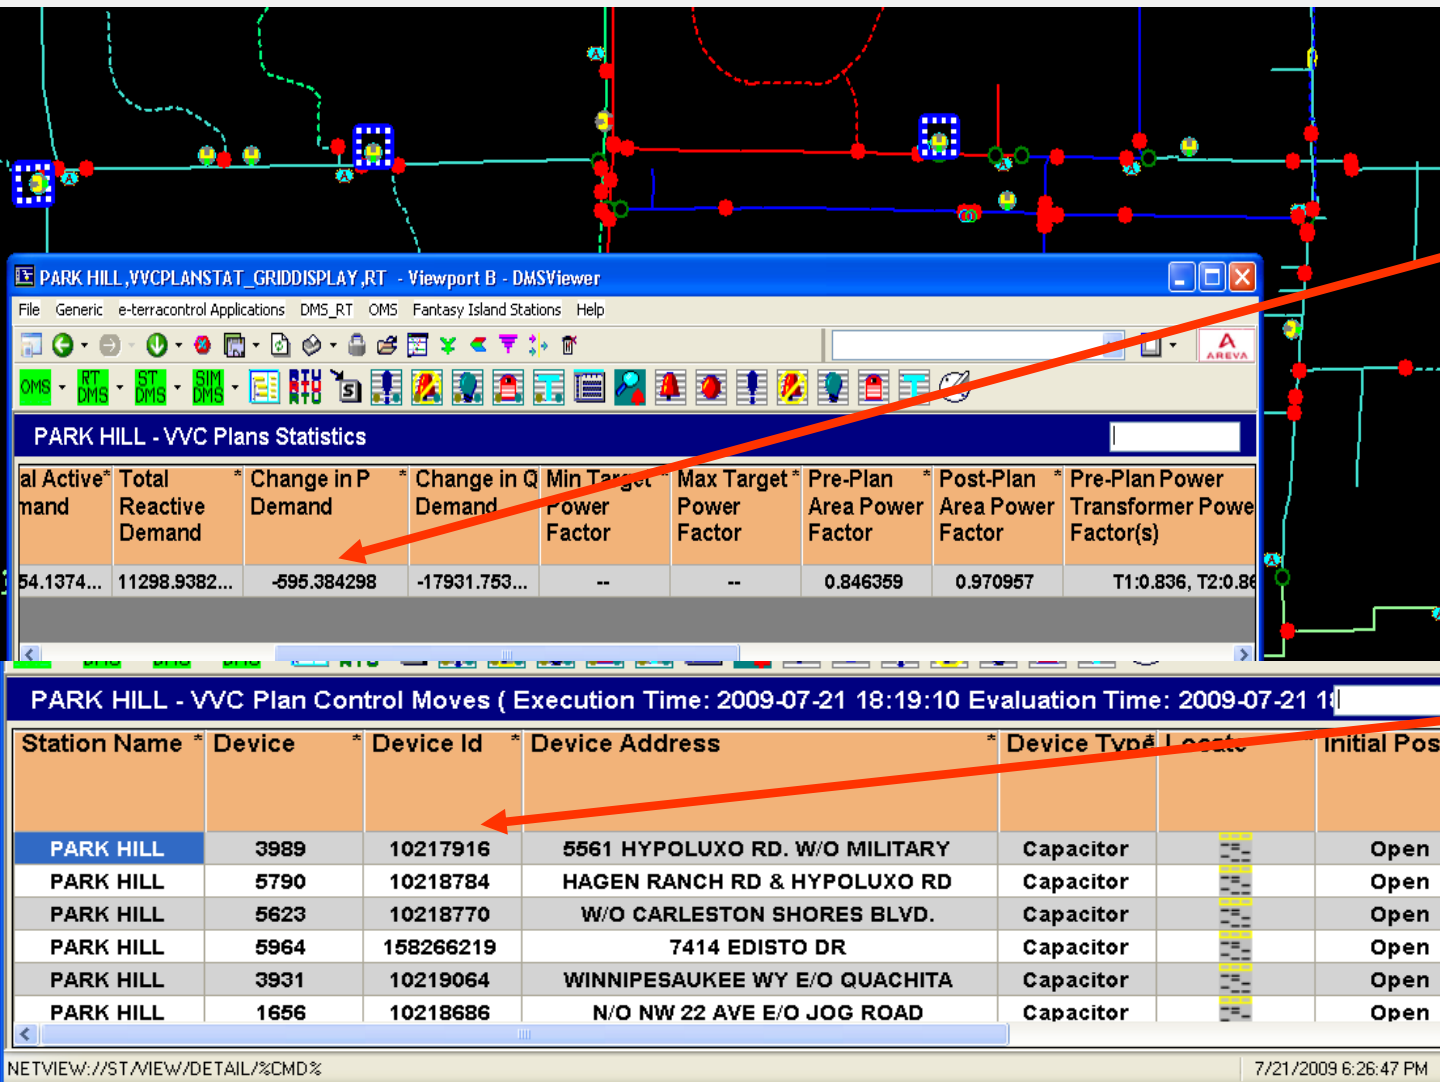 PARK HILL,VVCPLANSTAT_GRIDDISPLAY,RT - Viewport B - DMSViewer
File Generic e-terracontrol Applications DMS_RT OMS Fantasy Island Stations Help
AREVA
OMS RT DMS ST DMS SIM DMS RTU
PARK HILL - VVC Plans Statistics
al Active* Total * Change in P * Change in Q Min Target * Max Target * Pre-Plan * Post-Plan * Pre-Plan Power
mand Reactive Demand Demand Power Power Area Power Area Power Transformer Powe
Demand Factor Factor Factor Factor Factor(s)
54.1374... 11298.9382... -595.384298 -17931.753... -- -- 0.846359 0.970957 T1:0.836, T2:0.86
PARK HILL - VVC Plan Control Moves ( Execution Time: 2009-07-21 18:19:10 Evaluation Time: 2009-07-21 18
Station Name * Device * Device Id * Device Address * Device Type Locate Initial Pos
PARK HILL 3989 10217916 5561 HYPOLUXO RD. W/O MILITARY Capacitor Open
PARK HILL 5790 10218784 HAGEN RANCH RD & HYPOLUXO RD Capacitor Open
PARK HILL 5623 10218770 W/O CARLESTON SHORES BLVD. Capacitor Open
PARK HILL 5964 158266219 7414 EDISTO DR Capacitor Open
PARK HILL 3931 10219064 WINNIPESAUKEE WY E/O QUACHITA Capacitor Open
PARK HILL 1656 10218686 N/O NW 22 AVE E/O JOG ROAD Capacitor Open
NETVIEW://ST/VIEW/DETAIL/%CMD%
7/21/2009 6:26:47 PM